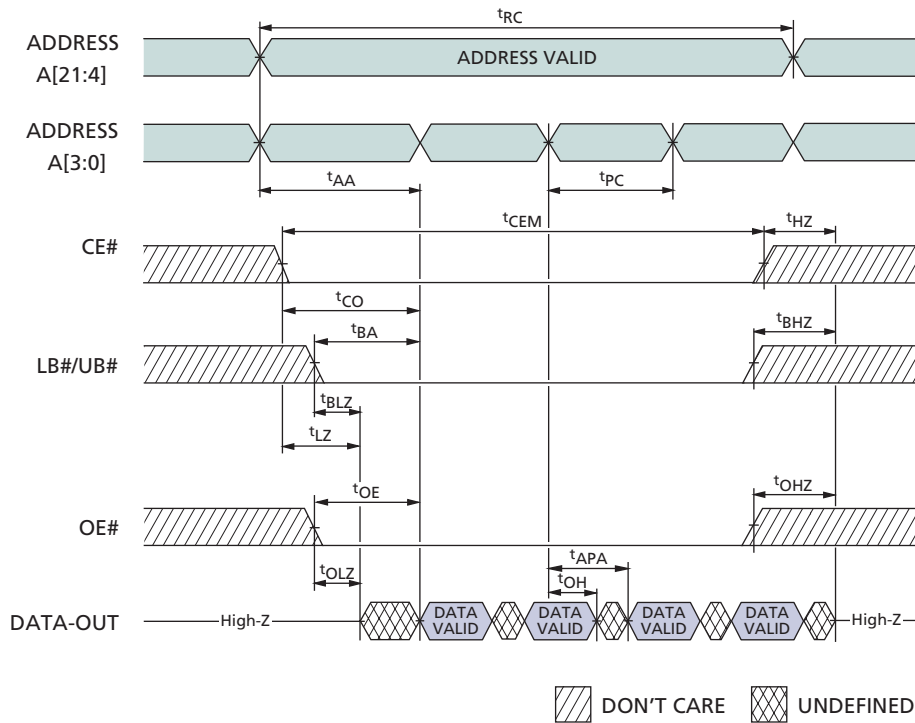 tRC
ADDRESS
A[21:4]
ADDRESS VALID
ADDRESS
A[3:0]
tAA
tPC
tCEM
tHZ
CE#
tCO
tBHZ
tBA
LB#/UB#
tBLZ
tLZ
tOE
tOHZ
OE#
tAPA
tOLZ
tOH
DATA-OUT
High-Z
DATA
VALID
DATA
VALID
DATA
VALID
DATA
VALID
High-Z
DON'T CARE
UNDEFINED